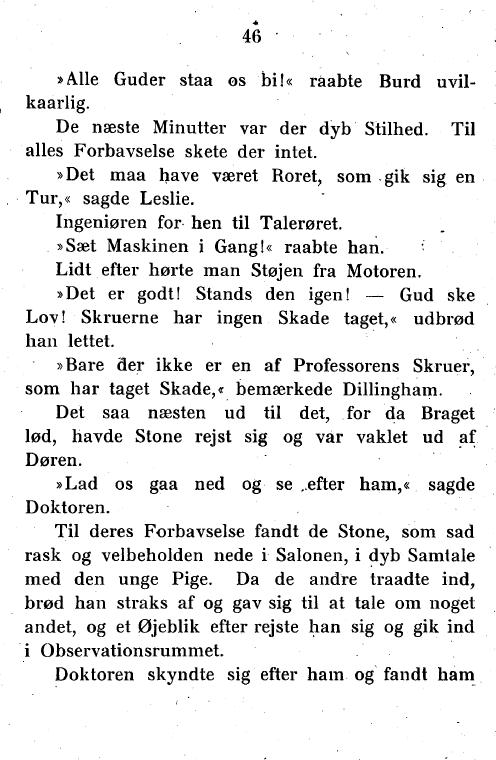 46
»Alle Guder staa os bi!« raabte Burd uvil-
kaarlig.
De næste Minutter var der dyb Stilhed. Til
alles Forbavselse skete der intet.
»Det maa have været Roret, som gik sig en
Tur,« sagde Leslie.
Ingeniøren for hen til Talerøret.
»Sæt Maskinen i Gang!« raabte han.
Lidt efter hørte man Støjen fra Motoren.
»Det er godt! Stands den igen! — Gud ske
Lov! Skruerne har ingen Skade taget,« udbrød
han lettet.
»Bare der ikke er en af Professorens Skruer,
som har taget Skade,« bemærkede Dillingham.
Det saa næsten ud til det, for da Braget
lød, havde Stone rejst sig og var vaklet ud af
Døren.
»Lad os gaa ned og se efter ham,« sagde
Doktoren.
Til deres Forbavselse fandt de Stone, som sad
rask og velbeholden nede i Salonen, i dyb Samtale
med den unge Pige. Da de andre traadte ind,
brød han straks af og gav sig til at tale om noget
andet, og et Øjeblik efter rejste han sig og gik ind
i Observationsrummet.
Doktoren skyndte sig efter ham og fandt ham